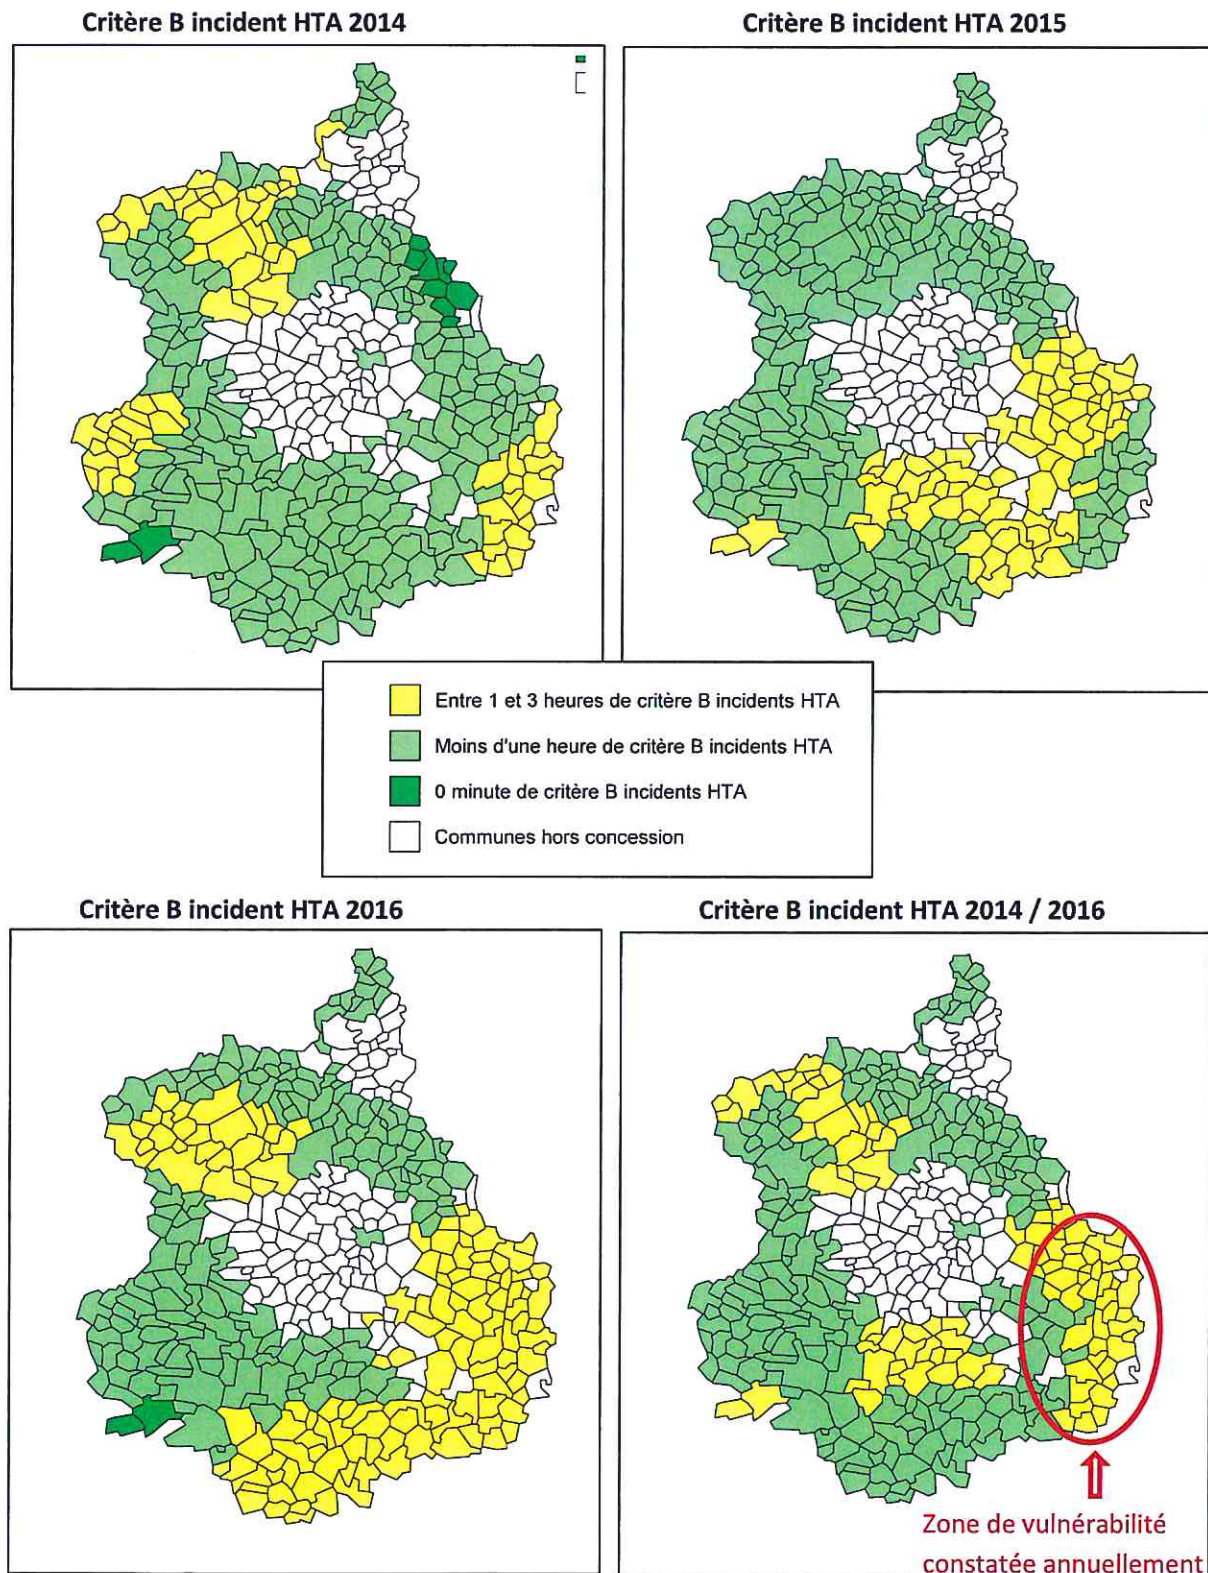 Critère B incident HTA 2014
Critère B incident HTA 2015
Entre 1 et 3 heures de critère B incidents HTA
Moins d'une heure de critère B incidents HTA
0 minute de critère B incidents HTA
Communes hors concession
Critère B incident HTA 2016
Critère B incident HTA 2014 / 2016
Zone de vulnérabilité
constatée annuellement